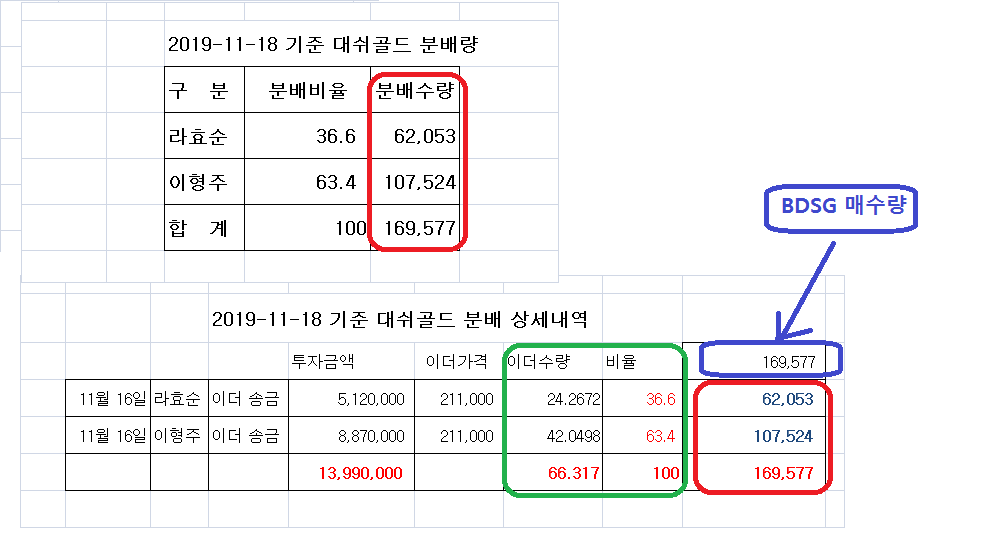 2019-11-18 기준 대쉬골드 분배량
구 분 분배비율 분배수량
라효순 36.6 62,053
이형주 63.4 107,524
합 계 100 169,577
BDSG 매수량
2019-11-18 기준 대쉬골드 분배 상세내역
투자금액 이더가격 이더수량 비율 169,577
11월 16일 라효순 이더 송금 5,120,000 211,000 24.2672 36.6 62,053
11월 16일 이형주 이더 송금 8,870,000 211,000 42.0498 63.4 107,524
13,990,000 66.317 100 169,577